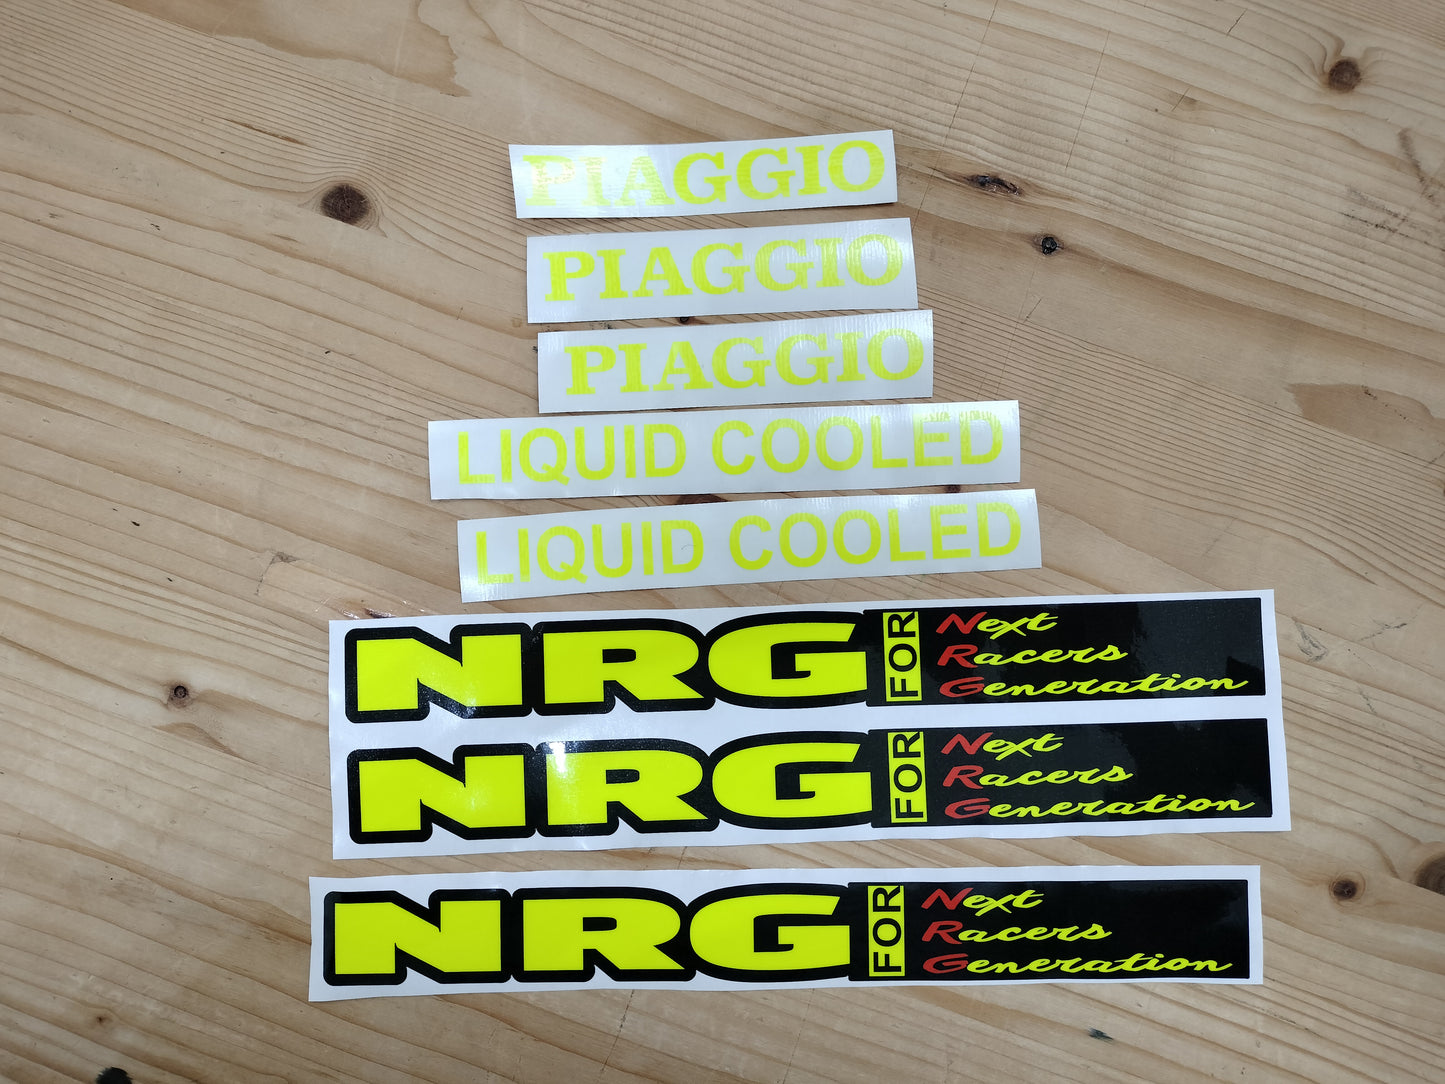 PIAGGIO
PIAGGIO
PIAGGIO
LIQUID COOLED
LIQUID COOLED
NRG FOR Next
Racers
Generation
NRG FOR Next
Racers
Generation
NRG FOR Next
Racers
Generation